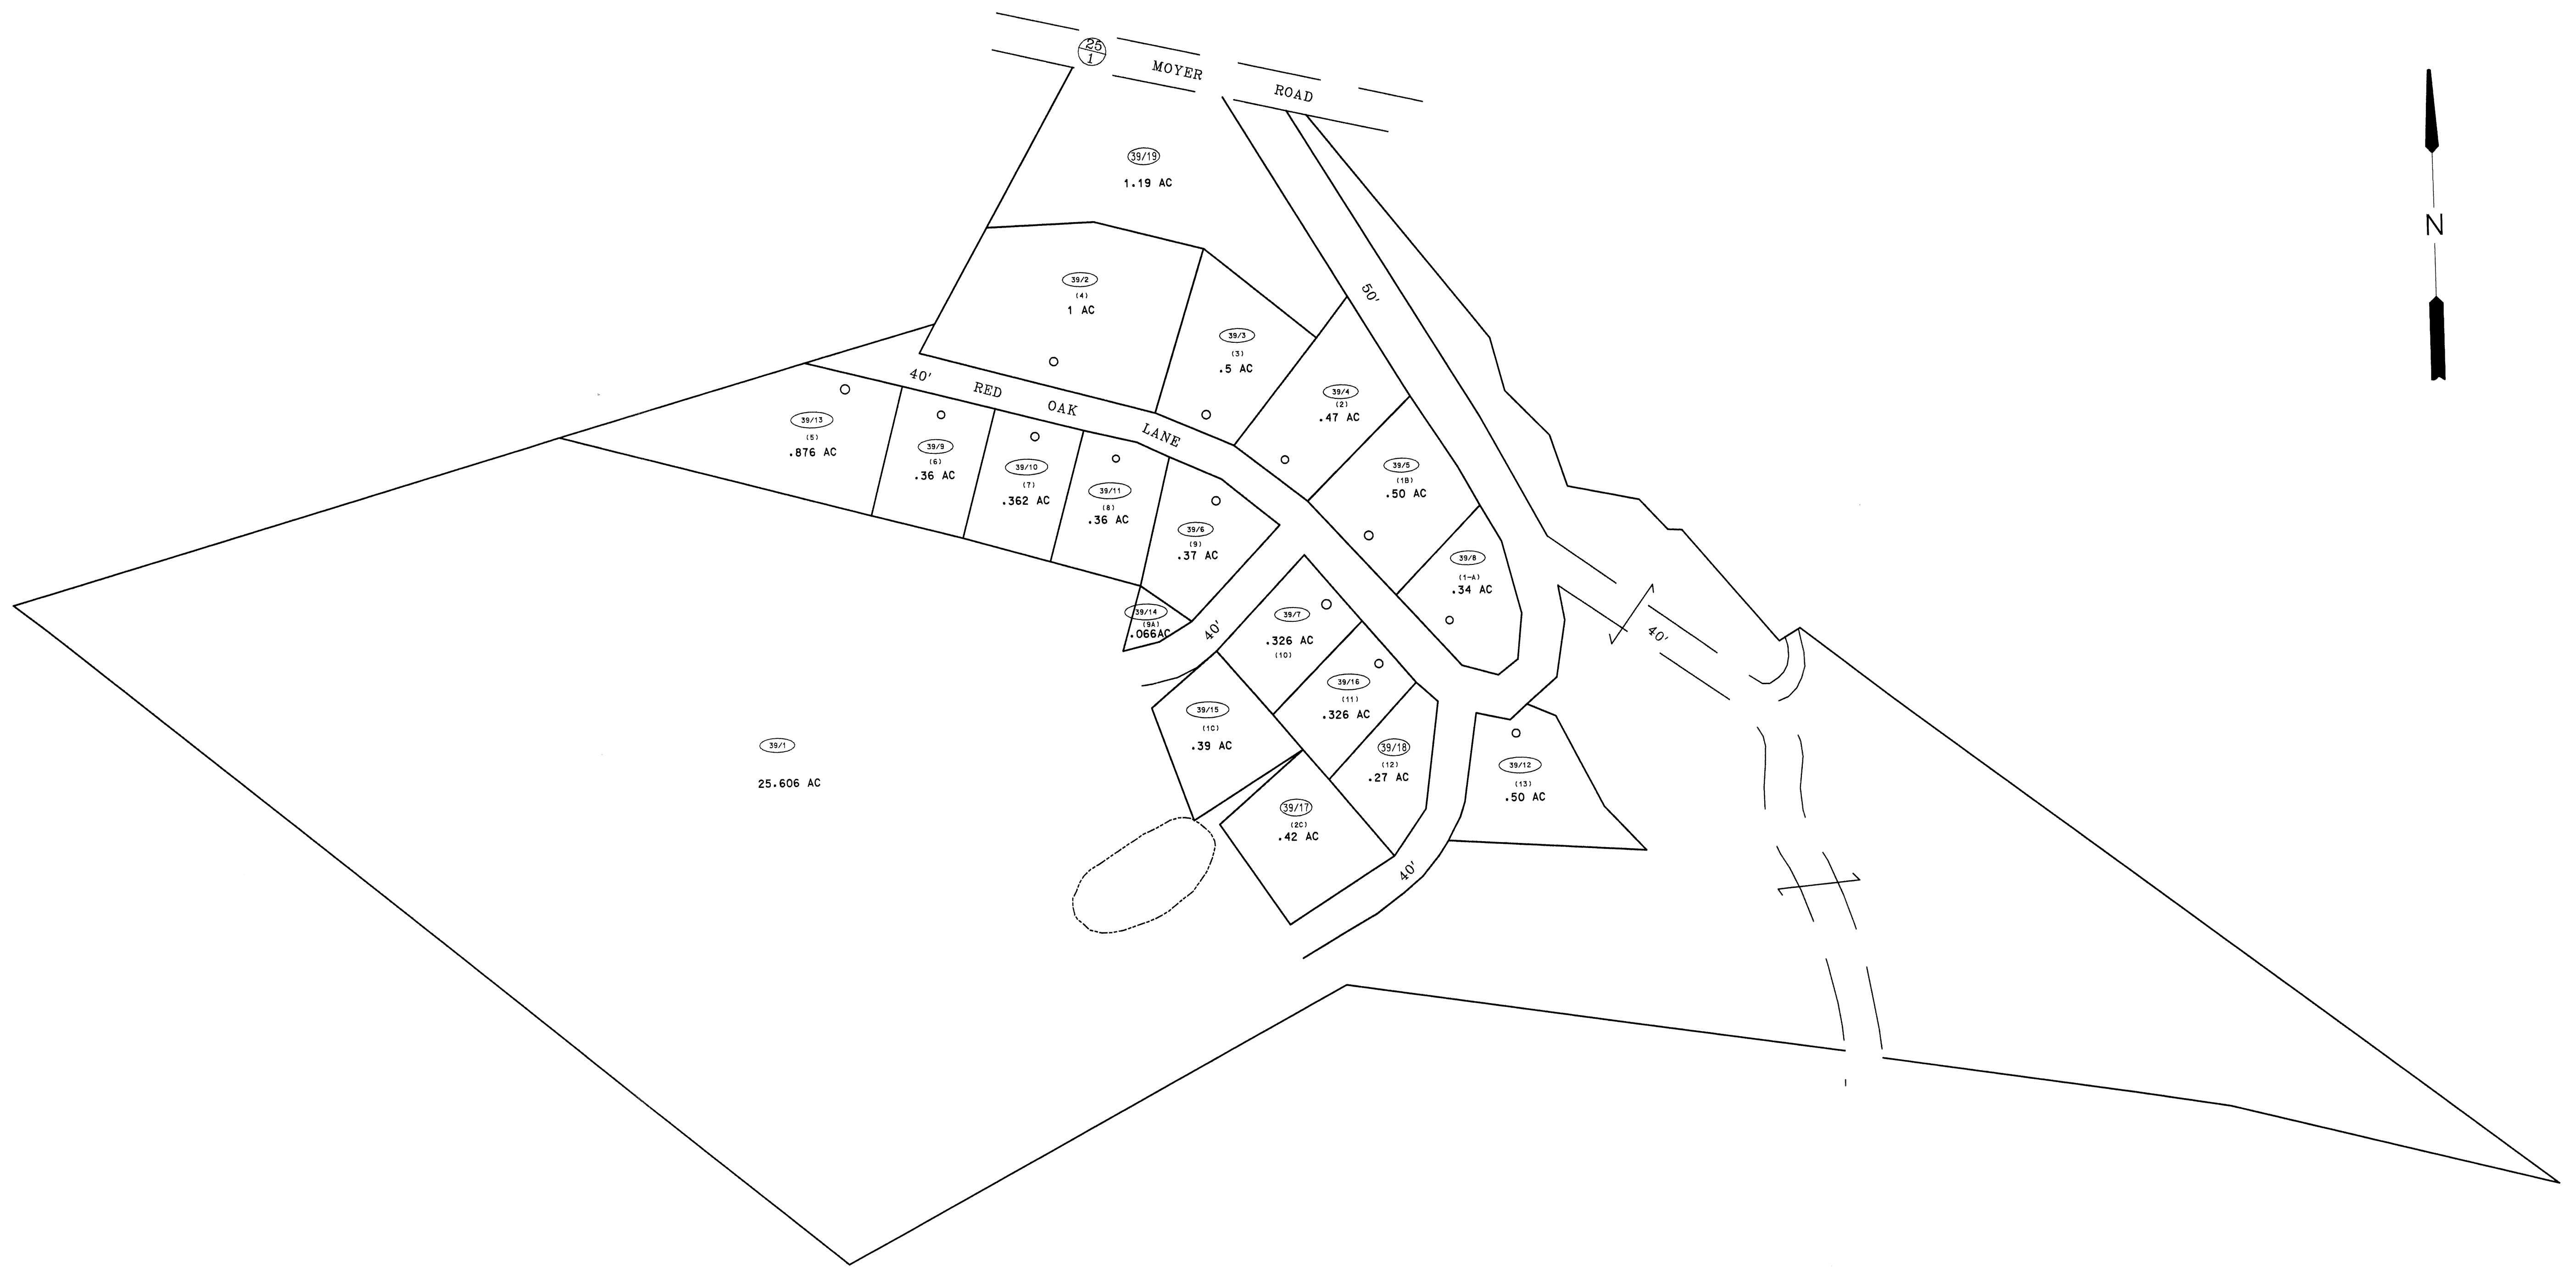 25
1
MOYER ROAD
39/19
1.19 AC
N
39/2
(4)
1 AC
50'
39/3
(3)
.5 AC
40' RED OAK LANE
39/4
(2)
.47 AC
39/13
(5)
.876 AC
39/9
(6)
.36 AC
39/10
(7)
.362 AC
39/11
(8)
.36 AC
39/5
(1B)
.50 AC
39/6
(9)
.37 AC
39/8
(1-A)
.34 AC
39/14
(9A)
.066AC
40'
39/7
.326 AC
(10)
40'
39/16
(11)
.326 AC
39/15
(1C)
.39 AC
39/1
25.606 AC
39/18
(12)
.27 AC
39/12
(13)
.50 AC
39/17
(2C)
.42 AC
40'